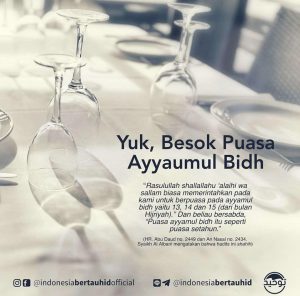 Yuk, Besok Puasa
Ayyaumul Bidh
"Rasulullah shallallahu 'alaihi wa
sallam biasa memerintahkan pada
kami untuk berpuasa pada ayyamul
bidh yaitu 13, 14 dan 15 (dari bulan
Hijriyah)." Dan beliau bersabda,
"Puasa ayyamul bidh itu seperti
puasa setahun."
(HR. Abu Daud no. 2449 dan An Nasai no. 2434.
Syaikh Al Albani mengatakan bahwa hadits ini shahih)
@indonesiabertauhidofficial
@indonesiabertauhid
توحيد